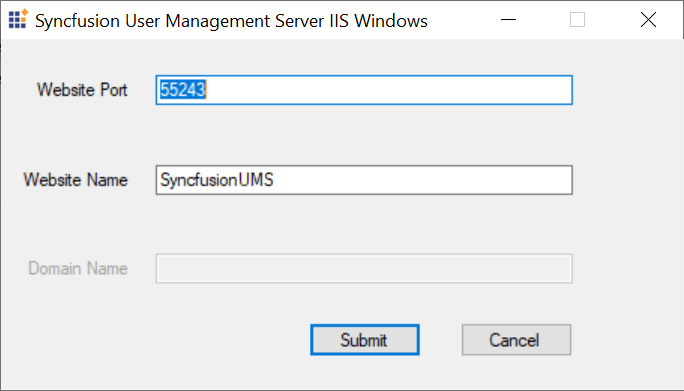 Syncfusion User Management Server IIS Windows
Website Port 55243
Website Name SyncfusionUMS
Domain Name
Submit Cancel